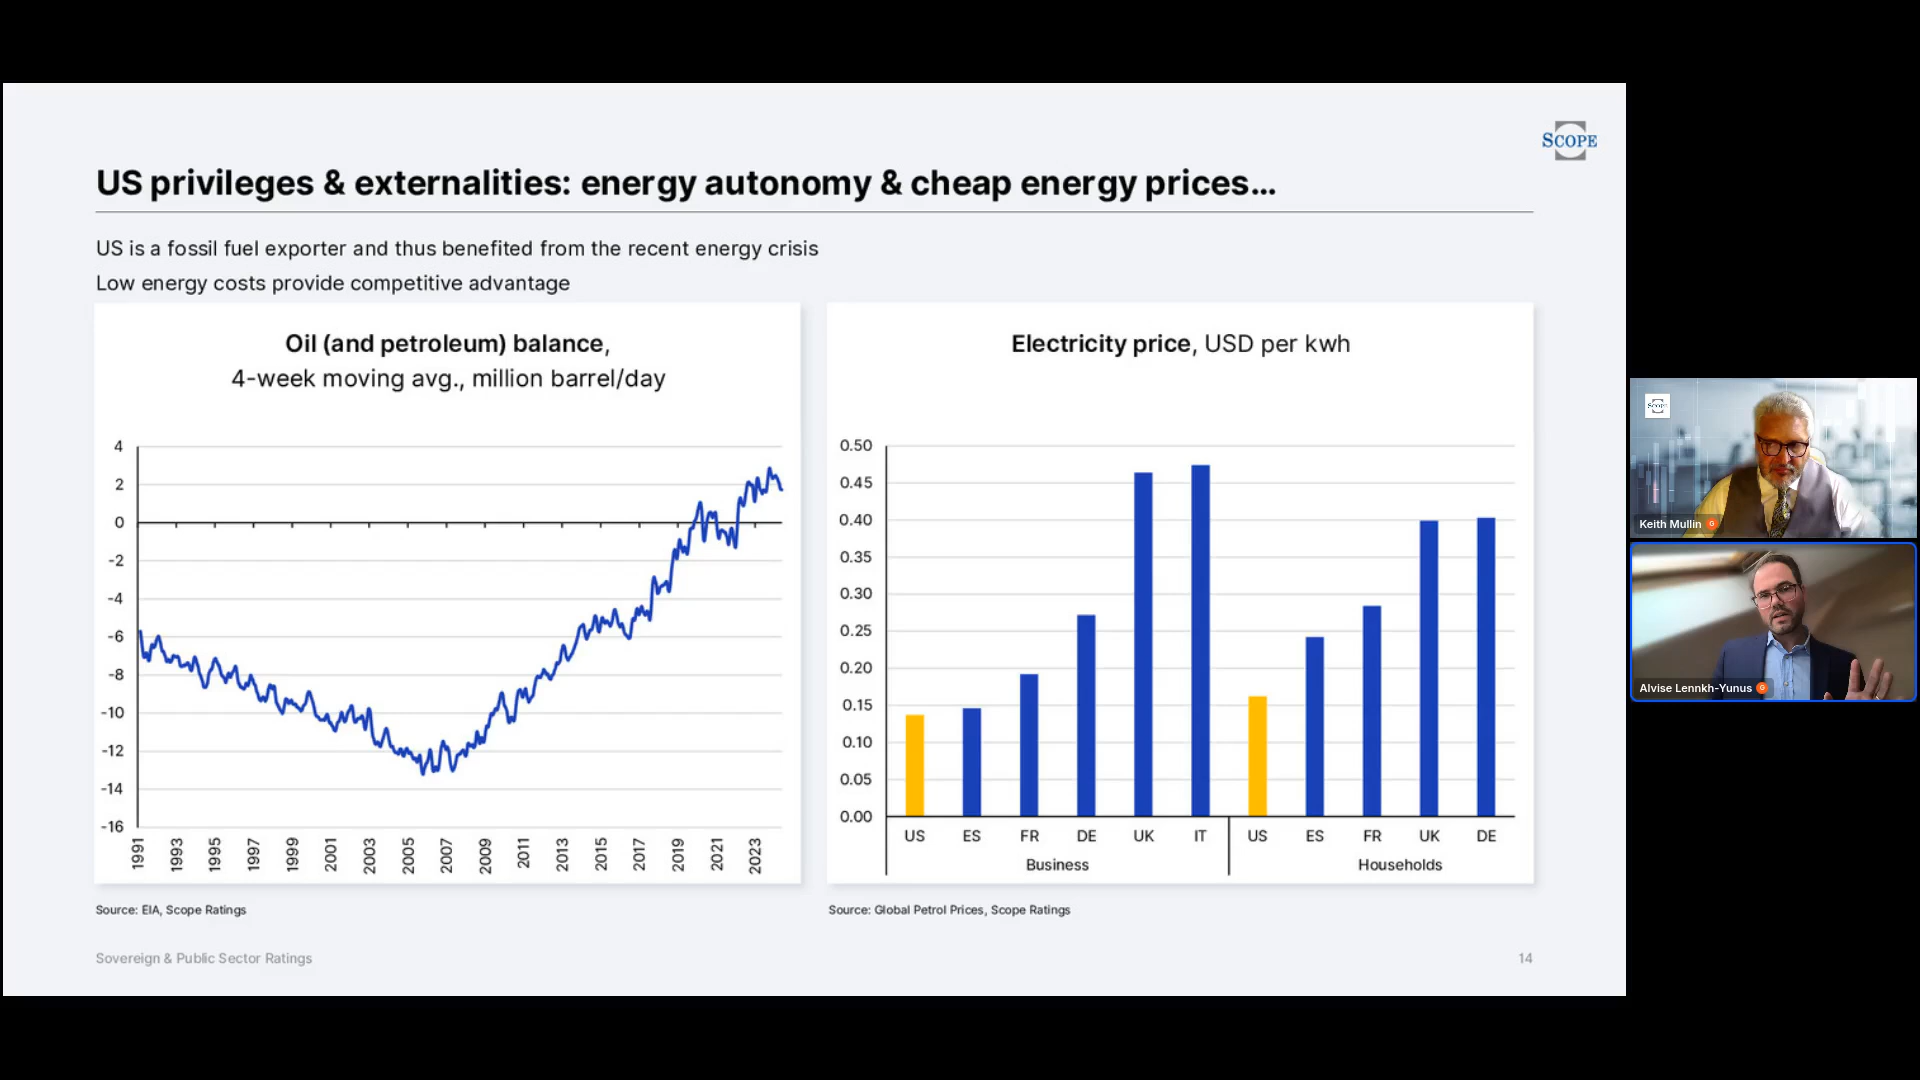 SCOPE
US privileges & externalities: energy autonomy & cheap energy prices...
US is a fossil fuel exporter and thus benefited from the recent energy crisis
Low energy costs provide competitive advantage
Oil (and petroleum) balance,
4-week moving avg., million barrel/day
4
2
0
-2
-4
-6
-8
-10
-12
-14
-16
1991
1993
1995
1997
1999
2001
2003
2005
2007
2009
2011
2013
2015
2017
2019
2021
2023
Source: EIA, Scope Ratings
Electricity price, USD per kwh
0.50
0.45
0.40
0.35
0.30
0.25
0.20
0.15
0.10
0.05
0.00
US ES FR DE UK IT US ES FR UK DE
Business Households
Source: Global Petrol Prices, Scope Ratings
Sovereign & Public Sector Ratings
14
SCOPE
Keith Mullin
Alvise Lennkh-Yunus